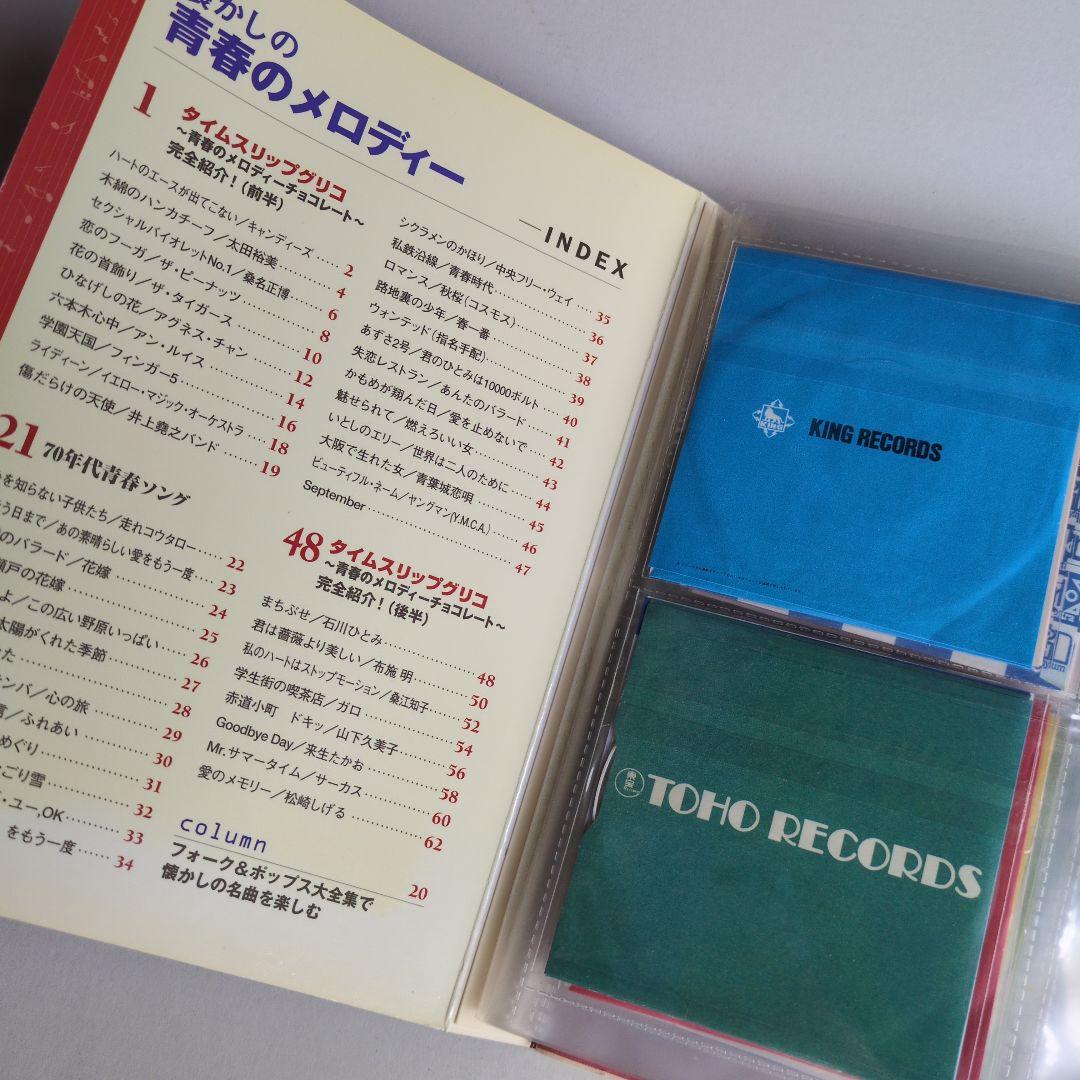 懐かしの
青春のメロディー
INDEX
1 タイムスリップグリコ
~青春のメロディーチョコレート~
完全紹介！(前半)
ハートのエースが出てこない／キャンディーズ……2
木綿のハンカチーフ／太田裕美……4
セクシャルバイオレットNo.1／桑名正博……6
恋のフーガ／ザ・ピーナッツ……8
花の首飾り／ザ・タイガース……10
ひなげしの花／アグネス・チャン……12
六本木心中／アン・ルイス……14
学園天国／フィンガー5……16
ライディーン／イエロー・マジック・オーケストラ……18
傷だらけの天使／井上堯之バンド……19
21 70年代青春ソング
を知らない子供たち／走れコウタロー……22
う日まで／あの素晴らしい愛をもう一度……23
のバラード／花嫁……24
瀬戸の花嫁……25
よ／この広い野原いっぱい……26
太陽がくれた季節……27
た……28
ンバ／心の旅……29
言／ふれあい……30
めぐり……31
ごり雪……32
・ユー,OK……33
をもう一度……34
シクラメンのかほり／中央フリー・ウェイ……35
私鉄沿線／青春時代……36
ロマンス／秋桜(コスモス)……37
路地裏の少年／春一番……38
ウォンテッド(指名手配)……39
あずさ2号／君のひとみは10000ボルト……40
失恋レストラン／あんたのバラード……41
かもめが翔んだ日／愛を止めないで……42
魅せられて／燃えろいい女……43
いとしのエリー／世界は二人のために……44
大阪で生れた女／青葉城恋唄……45
ビューティフル・ネーム／ヤングマン(Y.M.C.A.)……46
September……47
48 タイムスリップグリコ
~青春のメロディーチョコレート~
完全紹介！(後半)
まちぶせ／石川ひとみ……48
君は薔薇より美しい／布施 明……50
私のハートはストップモーション／桑江知子……52
学生街の喫茶店／ガロ……54
赤道小町 ドキッ／山下久美子……56
Goodbye Day／来生たかお……58
Mr.サマータイム／サーカス……60
愛のメモリー／松崎しげる……62
column
フォーク＆ポップス大全集で
懐かしの名曲を楽しむ……20
KING
KING RECORDS
東宝
TOHO RECORDS